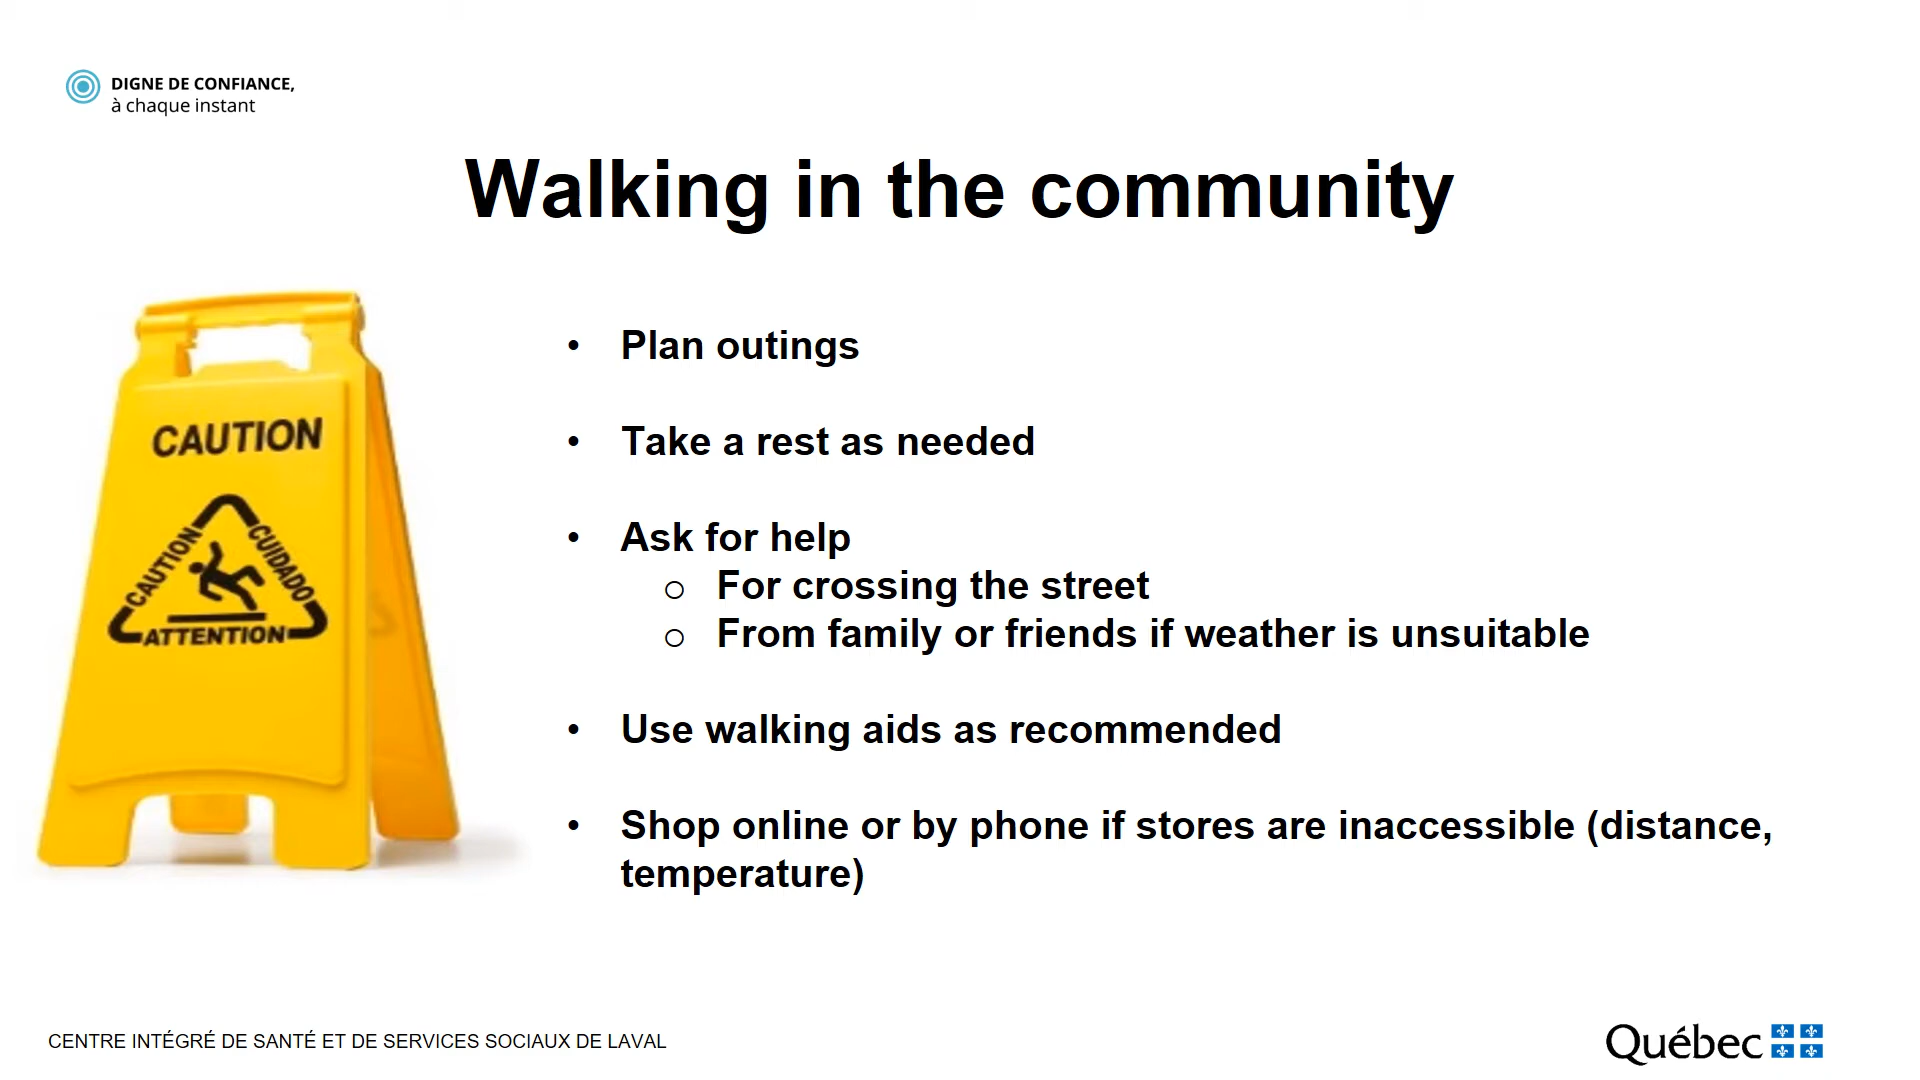 DIGNE DE CONFIANCE,
à chaque instant
Walking in the community
CAUTION
CAUTION
CUIDADO
ATTENTION
• Plan outings
• Take a rest as needed
• Ask for help
o For crossing the street
o From family or friends if weather is unsuitable
• Use walking aids as recommended
• Shop online or by phone if stores are inaccessible (distance,
temperature)
CENTRE INTÉGRÉ DE SANTÉ ET DE SERVICES SOCIAUX DE LAVAL
Québec